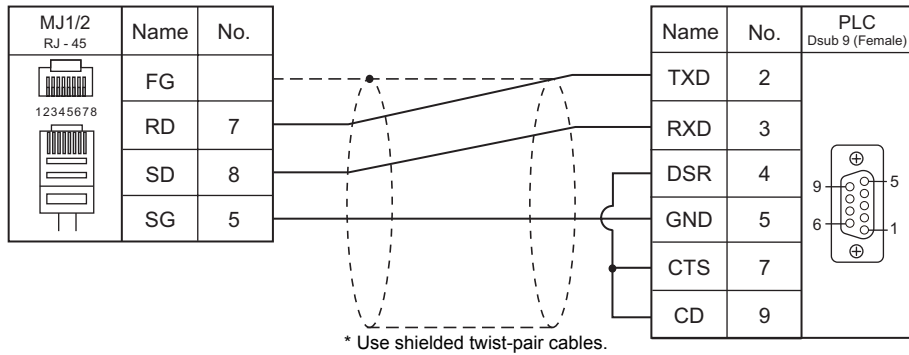 MJ1/2
RJ - 45
Name No.
12345678
FG
RD 7
SD 8
SG 5
Name No.
PLC
Dsub 9 (Female)
TXD 2
RXD 3
DSR 4
GND 5
CTS 7
CD 9
9 5
6 1
* Use shielded twist-pair cables.